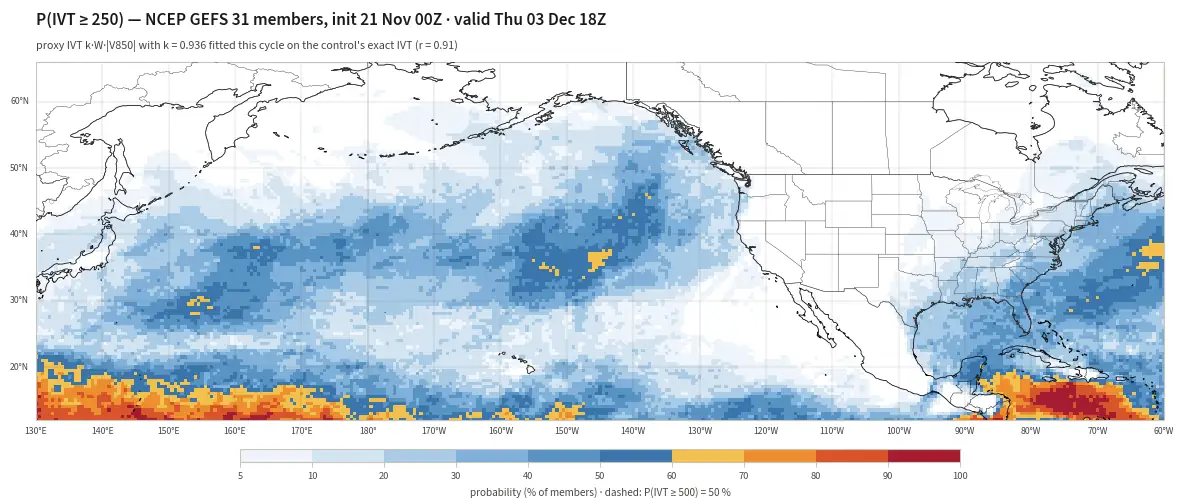 P(IVT ≥ 250) — NCEP GEFS 31 members, init 21 Nov 00Z · valid Thu 03 Dec 18Z
proxy IVT k·W·|V850| with k = 0.936 fitted this cycle on the control's exact IVT (r = 0.91)
60°N
50°N
40°N
30°N
20°N
130°E 140°E 150°E 160°E 170°E 180° 170°W 160°W 150°W 140°W 130°W 120°W 110°W 100°W 90°W 80°W 70°W 60°W
5 10 20 30 40 50 60 70 80 90 100
probability (% of members) · dashed: P(IVT ≥ 500) = 50 %